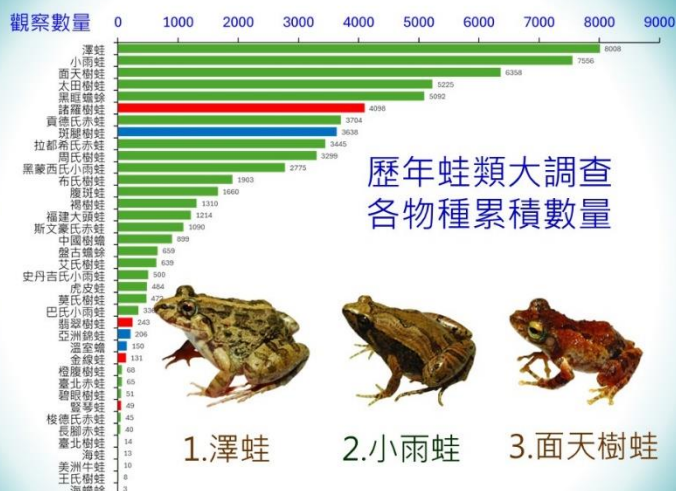 觀察數量
0 1000 2000 3000 4000 5000 6000 7000 8000 9000
澤蛙 8008
小雨蛙 7556
面天樹蛙 6358
太田樹蛙 5225
黑眶蟾蜍 5092
諸羅樹蛙 4098
貢德氏赤蛙 3704
斑腿樹蛙 3638
拉都希氏赤蛙 3445
周氏樹蛙 3299
黑蒙西氏小雨蛙 2775
布氏樹蛙 1903
腹斑蛙 1660
褐樹蛙 1310
福建大頭蛙 1214
斯文豪氏赤蛙 1090
中國樹蟾 899
盤古蟾蜍 659
艾氏樹蛙 639
史丹吉氏小雨蛙 500
虎皮蛙 484
莫氏樹蛙 473
巴氏小雨蛙
翡翠樹蛙 243
亞洲錦蛙 206
溫室蟾 150
金線蛙 131
橙腹樹蛙 68
臺北赤蛙 65
碧眼樹蛙 51
豎琴蛙 49
梭德氏赤蛙 45
長腳赤蛙 40
臺北樹蛙 14
海蛙 13
美洲牛蛙 10
王氏樹蛙 8
海蟾蜍 3
歷年蛙類大調查
各物種累積數量
1.澤蛙
2.小雨蛙
3.面天樹蛙